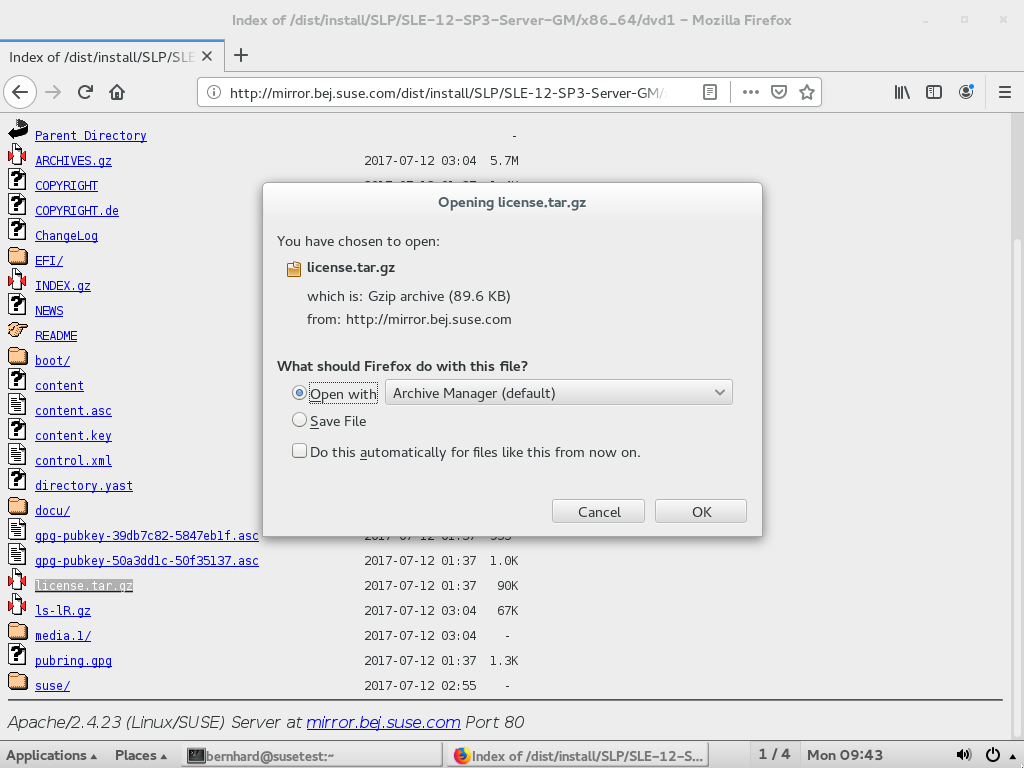 Index of /dist/install/SLP/SLE-12-SP3-Server-GM/x86_64/dvd1 – Mozilla Firefox
Index of /dist/install/SLP/SLE
http://mirror.bej.suse.com/dist/install/SLP/SLE-12-SP3-Server-GM/
Parent Directory -
ARCHIVES.gz 2017-07-12 03:04 5.7M
COPYRIGHT
COPYRIGHT.de
ChangeLog
EFI/
INDEX.gz
NEWS
README
boot/
content
content.asc
content.key
control.xml
directory.yast
docu/
gpg-pubkey-39db7c82-5847eb1f.asc
gpg-pubkey-50a3dd1c-50f35137.asc 2017-07-12 01:37 1.0K
license.tar.gz 2017-07-12 01:37 90K
ls-lR.gz 2017-07-12 03:04 67K
media.1/ 2017-07-12 03:04 -
pubring.gpg 2017-07-12 01:37 1.3K
suse/ 2017-07-12 02:55 -
Apache/2.4.23 (Linux/SUSE) Server at mirror.bej.suse.com Port 80
Opening license.tar.gz
You have chosen to open:
license.tar.gz
which is: Gzip archive (89.6 KB)
from: http://mirror.bej.suse.com
What should Firefox do with this file?
Open with Archive Manager (default)
Save File
Do this automatically for files like this from now on.
Cancel OK
Applications Places bernhard@susetest:~ Index of /dist/install/SLP/SLE-12-S... 1 / 4 Mon 09:43